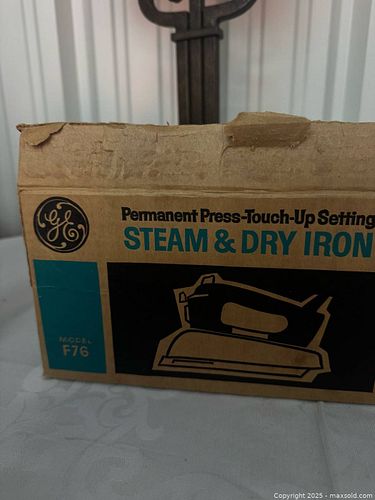 GE
Permanent Press-Touch-Up Setting
STEAM & DRY IRON
MODEL
F76
Copyright 2025 - maxsold.com